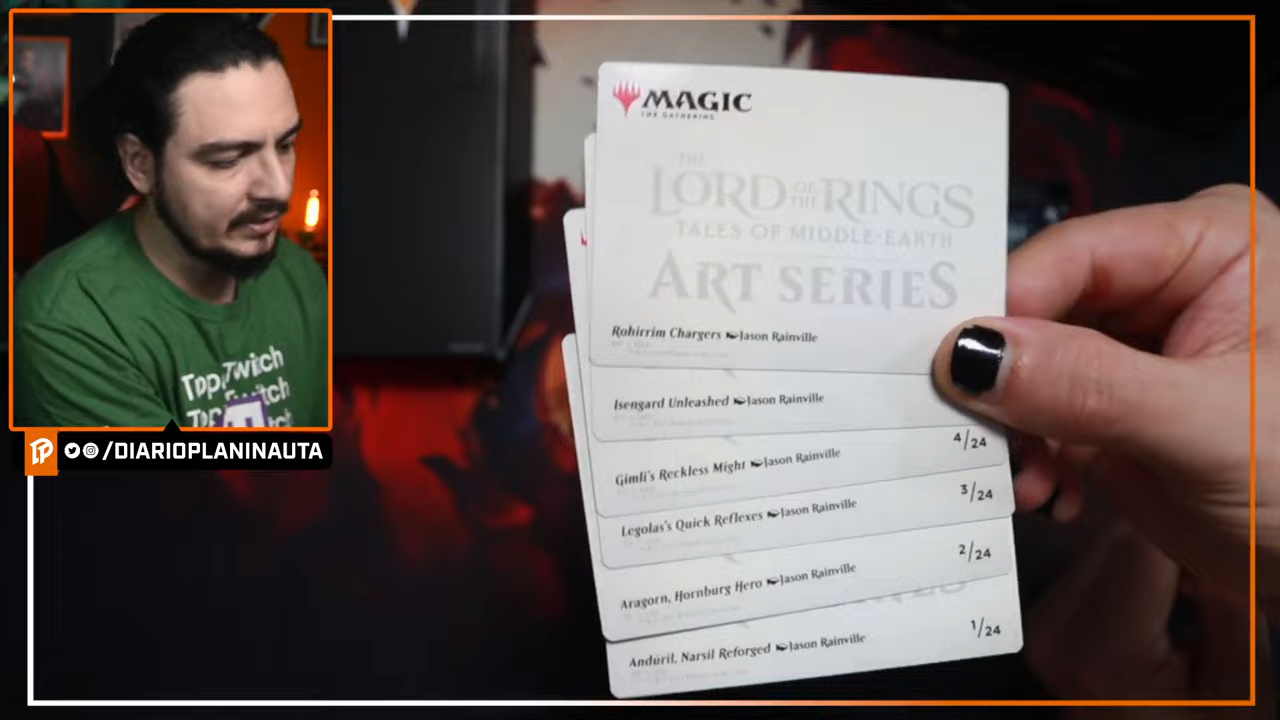 MAGIC
THE GATHERING
THE
LORD OF THE RINGS
TALES OF MIDDLE-EARTH
ART SERIES
Rohirrim Chargers Jason Rainville
Isengard Unleashed Jason Rainville
4/24
Gimli's Reckless Might Jason Rainville
3/24
Legolas's Quick Reflexes Jason Rainville
2/24
Aragorn, Hornburg Hero Jason Rainville
1/24
Andúril, Narsil Reforged Jason Rainville
Twitch
/DIARIOPLANINAUTA